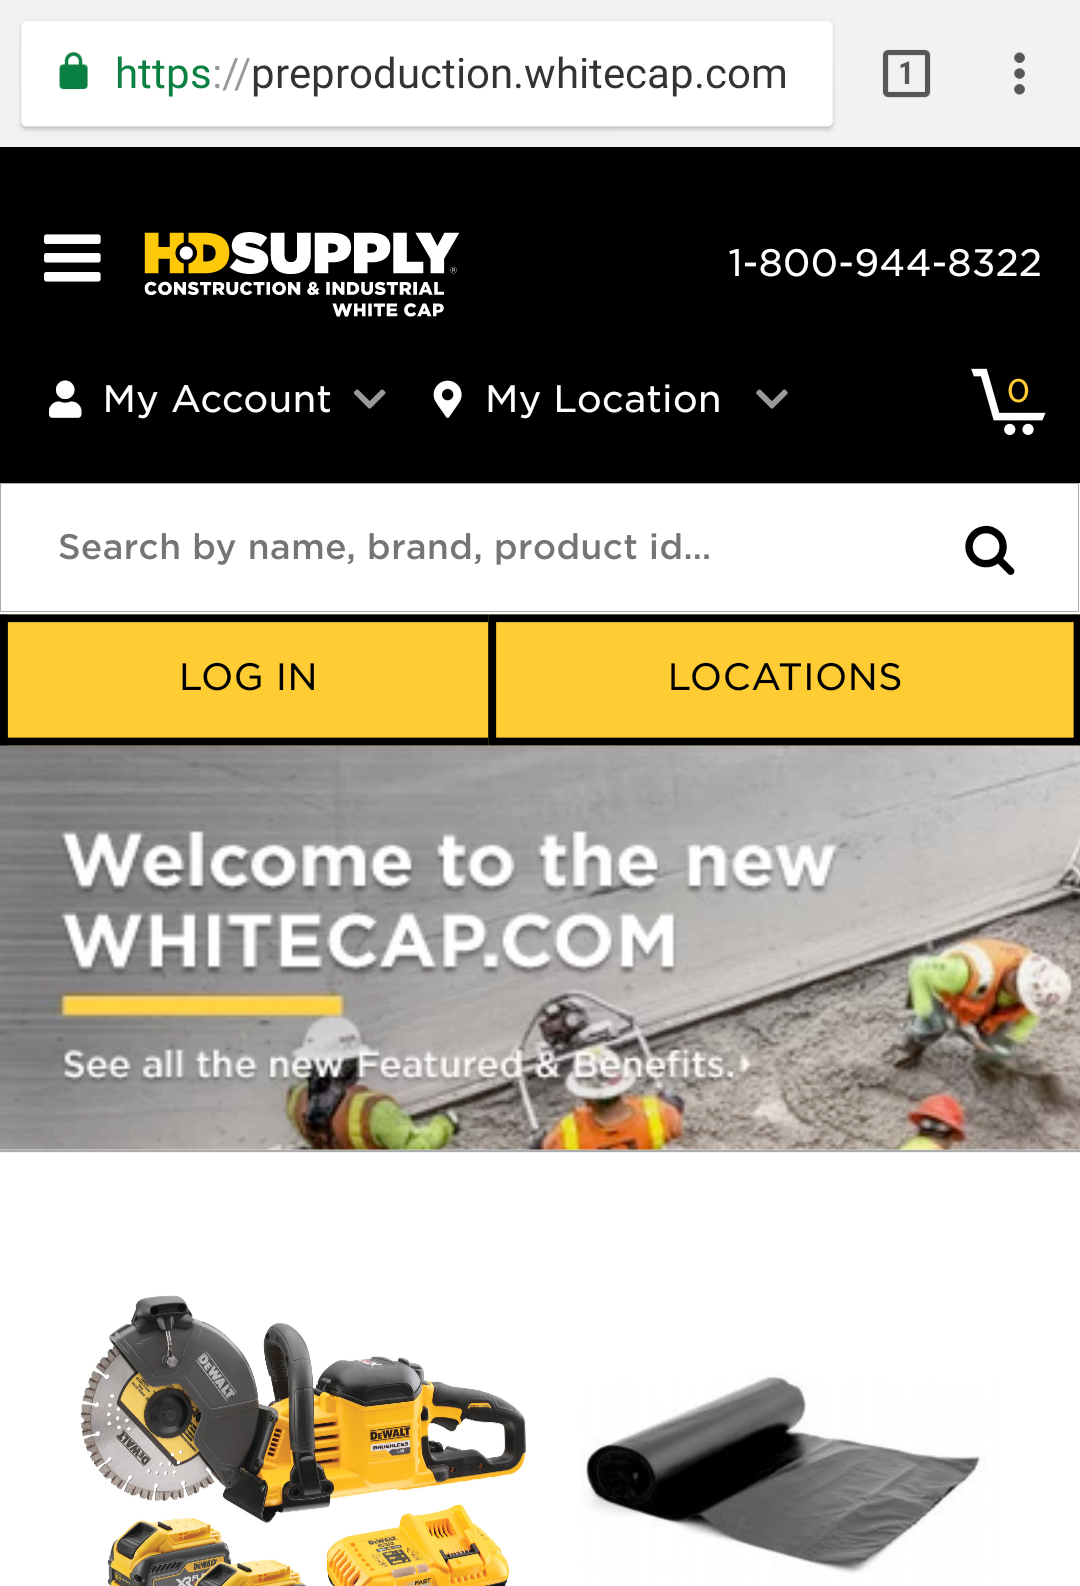 https://preproduction.whitecap.com
1
HDSUPPLY®
CONSTRUCTION & INDUSTRIAL
WHITE CAP
1-800-944-8322
My Account
My Location
0
Search by name, brand, product id...
LOG IN
LOCATIONS
Welcome to the new
WHITECAP.COM
See all the new Featured & Benefits.
DEWALT
DEWALT
BRUSHLESS
DEWALT
DEWALT
DEWALT
FAST